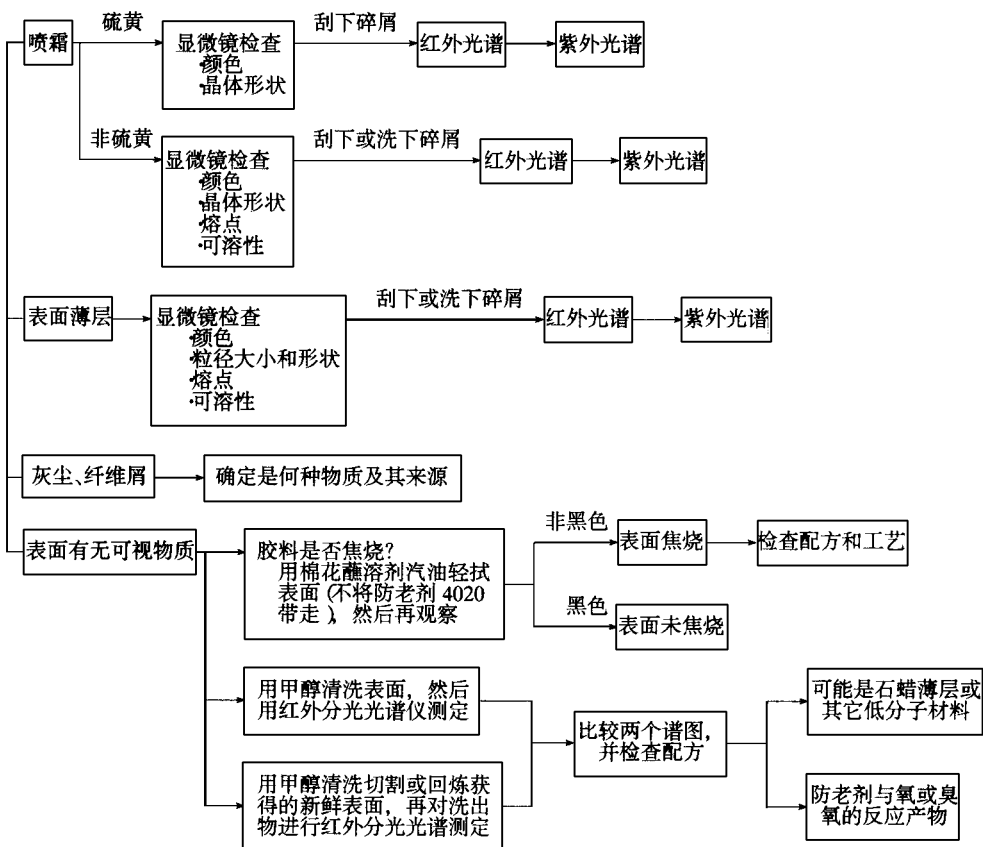 喷霜
硫黄
显微镜检查
·颜色
·晶体形状
刮下碎屑
红外光谱
紫外光谱
非硫黄
显微镜检查
·颜色
·晶体形状
·熔点
·可溶性
刮下或洗下碎屑
红外光谱
紫外光谱
表面薄层
显微镜检查
·颜色
·粒径大小和形状
·熔点
·可溶性
刮下或洗下碎屑
红外光谱
紫外光谱
灰尘、纤维屑
确定是何种物质及其来源
表面有无可视物质
胶料是否焦烧?
用棉花蘸溶剂汽油轻拭
表面(不将防老剂4020
带走),然后再观察
非黑色
表面焦烧
检查配方和工艺
黑色
表面未焦烧
用甲醇清洗表面,然后
用红外分光光谱仪测定
用甲醇清洗切割或回炼获
得的新鲜表面,再对洗出
物进行红外分光光谱测定
比较两个谱图,
并检查配方
可能是石蜡薄层或
其它低分子材料
防老剂与氧或臭
氧的反应产物